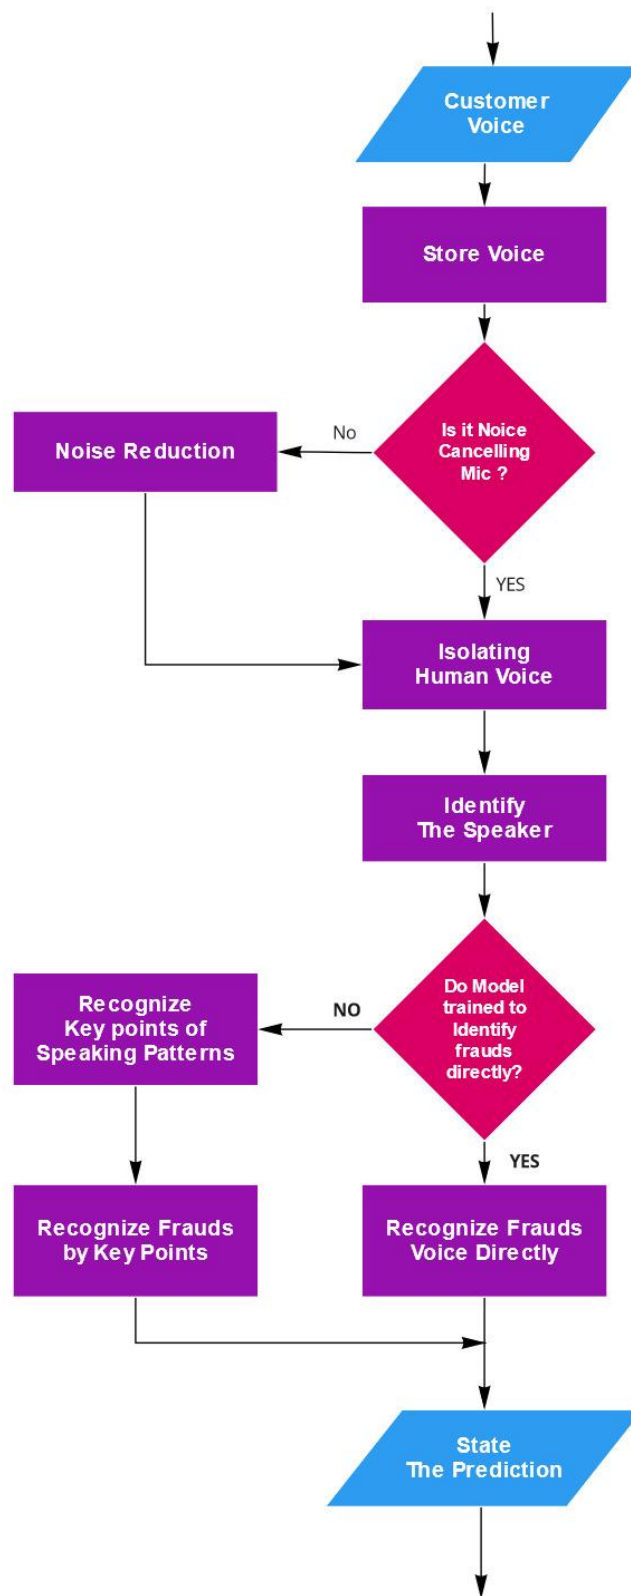 Customer
Voice
Store Voice
Is it Noice
Cancelling
Mic ?
No
Noise Reduction
YES
Isolating
Human Voice
Identify
The Speaker
Do Model
trained to
Identify
frauds
directly?
NO
Recognize
Key points of
Speaking Patterns
YES
Recognize Frauds
by Key Points
Recognize Frauds
Voice Directly
State
The Prediction